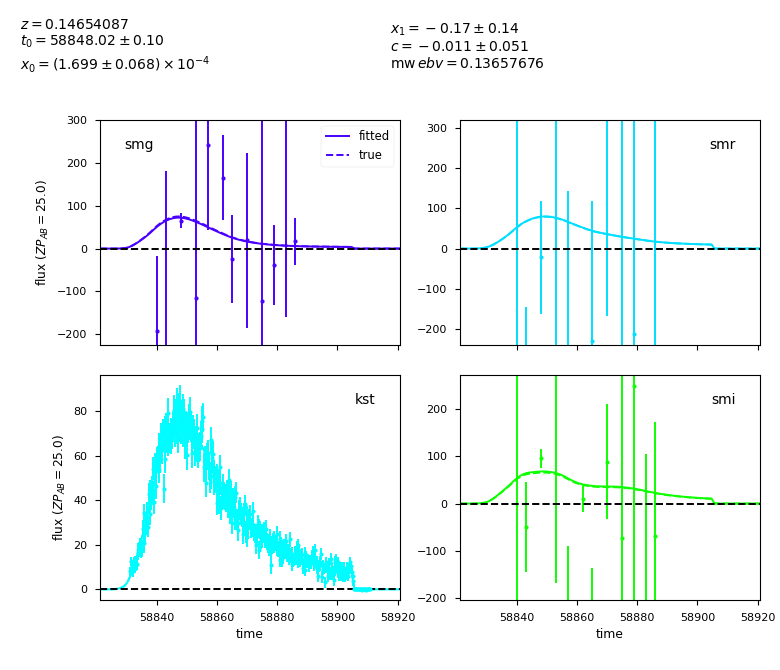 z = 0.14654087
t₀ = 58848.02 ± 0.10
x₀ = (1.699 ± 0.068) × 10⁻⁴
x₁ = −0.17 ± 0.14
c = −0.011 ± 0.051
mw ebv = 0.13657676
300
200
100
0
−100
−200
flux (ZP_AB = 25.0)
smg
fitted
true
300
200
100
0
−100
−200
smr
80
60
40
20
0
flux (ZP_AB = 25.0)
kst
58840
58860
58880
58900
58920
time
200
100
0
−100
−200
smi
58840
58860
58880
58900
58920
time